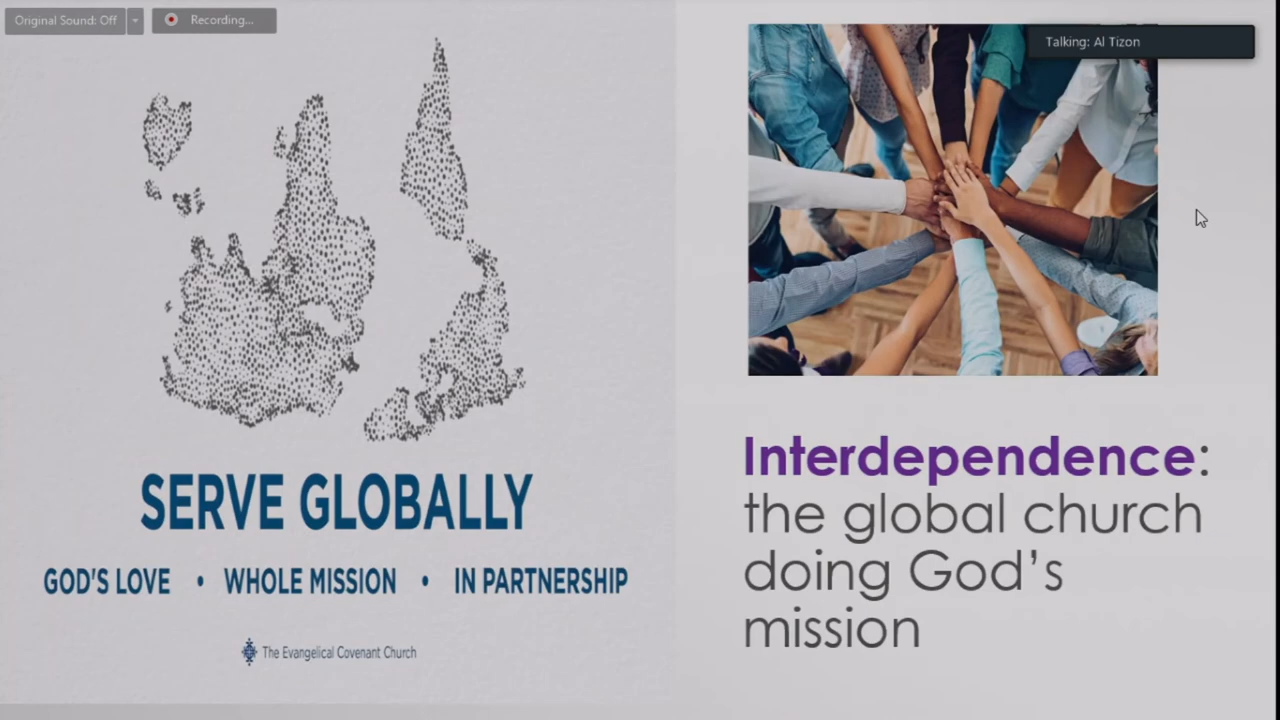 Original Sound: Off
Recording...
Talking: Al Tizon
SERVE GLOBALLY
GOD'S LOVE • WHOLE MISSION • IN PARTNERSHIP
The Evangelical Covenant Church
Interdependence:
the global church
doing God's
mission